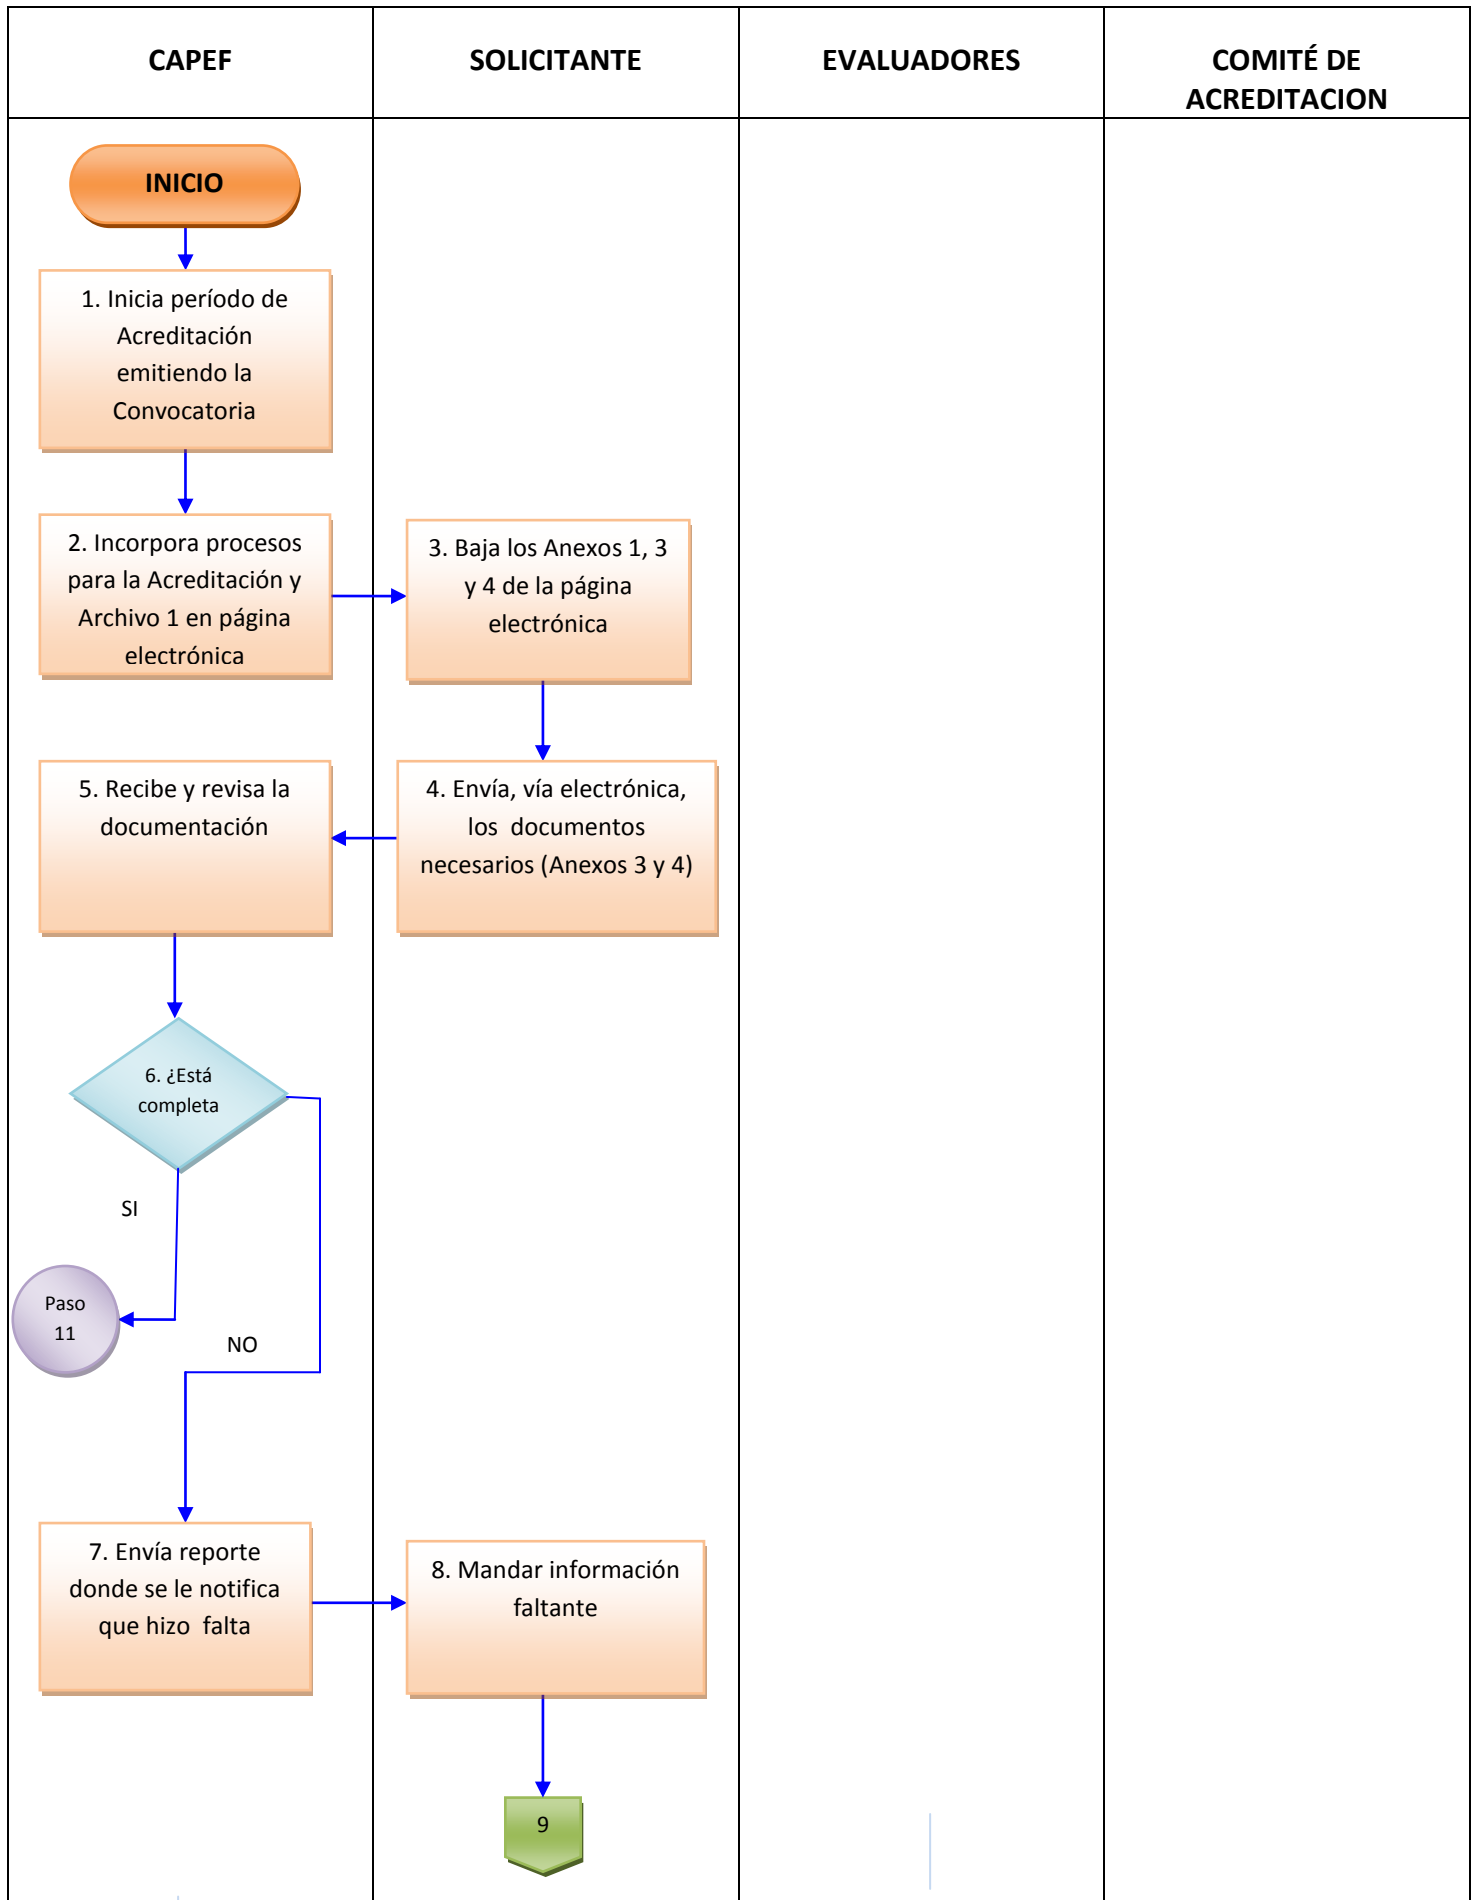 CAPEF
SOLICITANTE
EVALUADORES
COMITÉ DE
ACREDITACION
INICIO
1. Inicia período de
Acreditación
emitiendo la
Convocatoria
2. Incorpora procesos
para la Acreditación y
Archivo 1 en página
electrónica
3. Baja los Anexos 1, 3
y 4 de la página
electrónica
5. Recibe y revisa la
documentación
4. Envía, vía electrónica,
los documentos
necesarios (Anexos 3 y 4)
6. ¿Está
completa
SI
Paso
11
NO
7. Envía reporte
donde se le notifica
que hizo falta
8. Mandar información
faltante
9